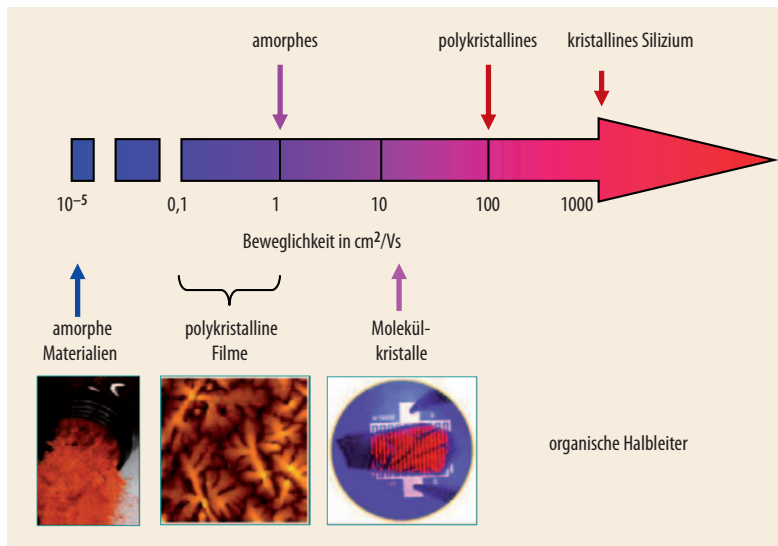 amorphes polykristallines kristallines Silizium
10–5 0,1 1 10 100 1000
Beweglichkeit in cm2/Vs
amorphe polykristalline Molekül-
Materialien Filme kristalle
organische Halbleiter